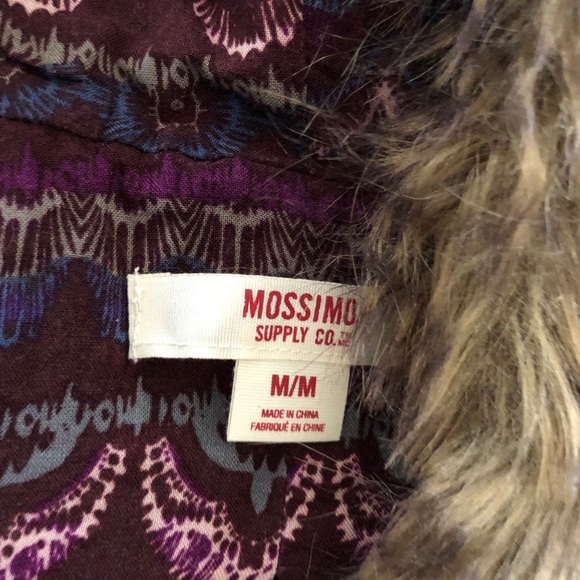 MOSSIMO
SUPPLY CO.
M/M
MADE IN CHINA
FABRIQUÉ EN CHINE